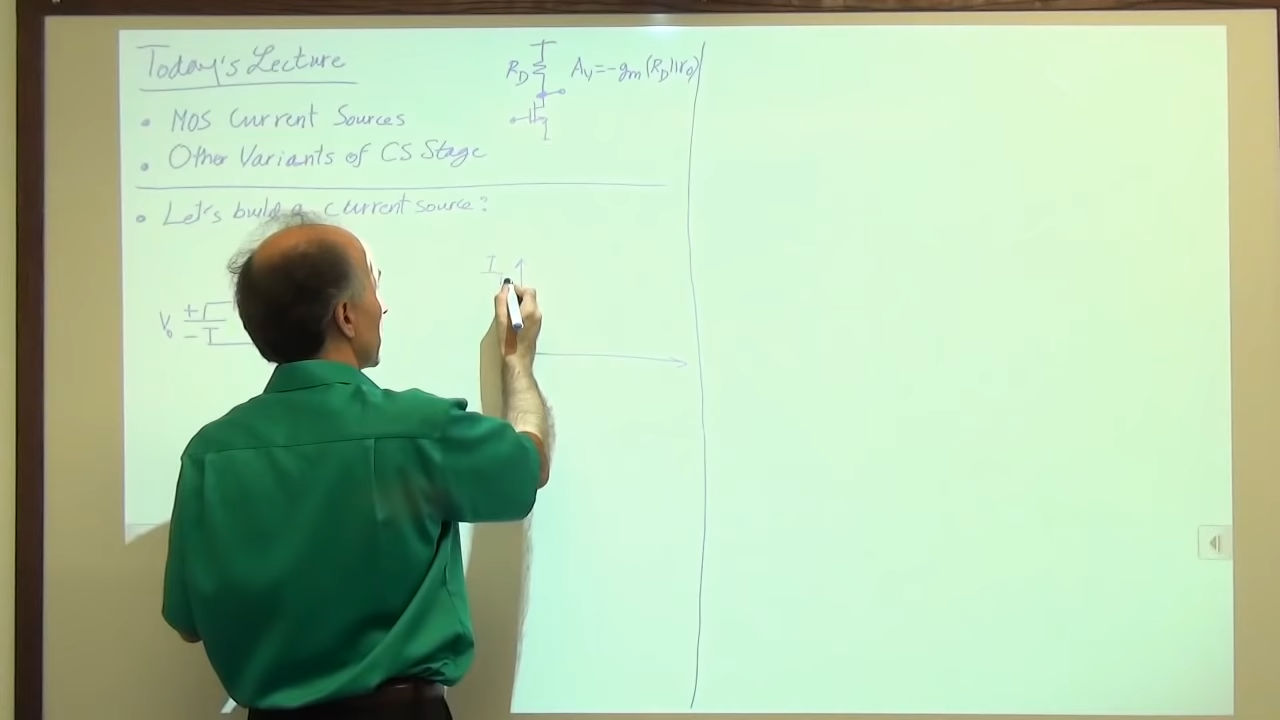 Today's Lecture
• MOS Current Sources
• Other Variants of CS Stage
R_D
A_v = -g_m (R_D || r_O)
• Let's build a current source?
V_0 + -
I